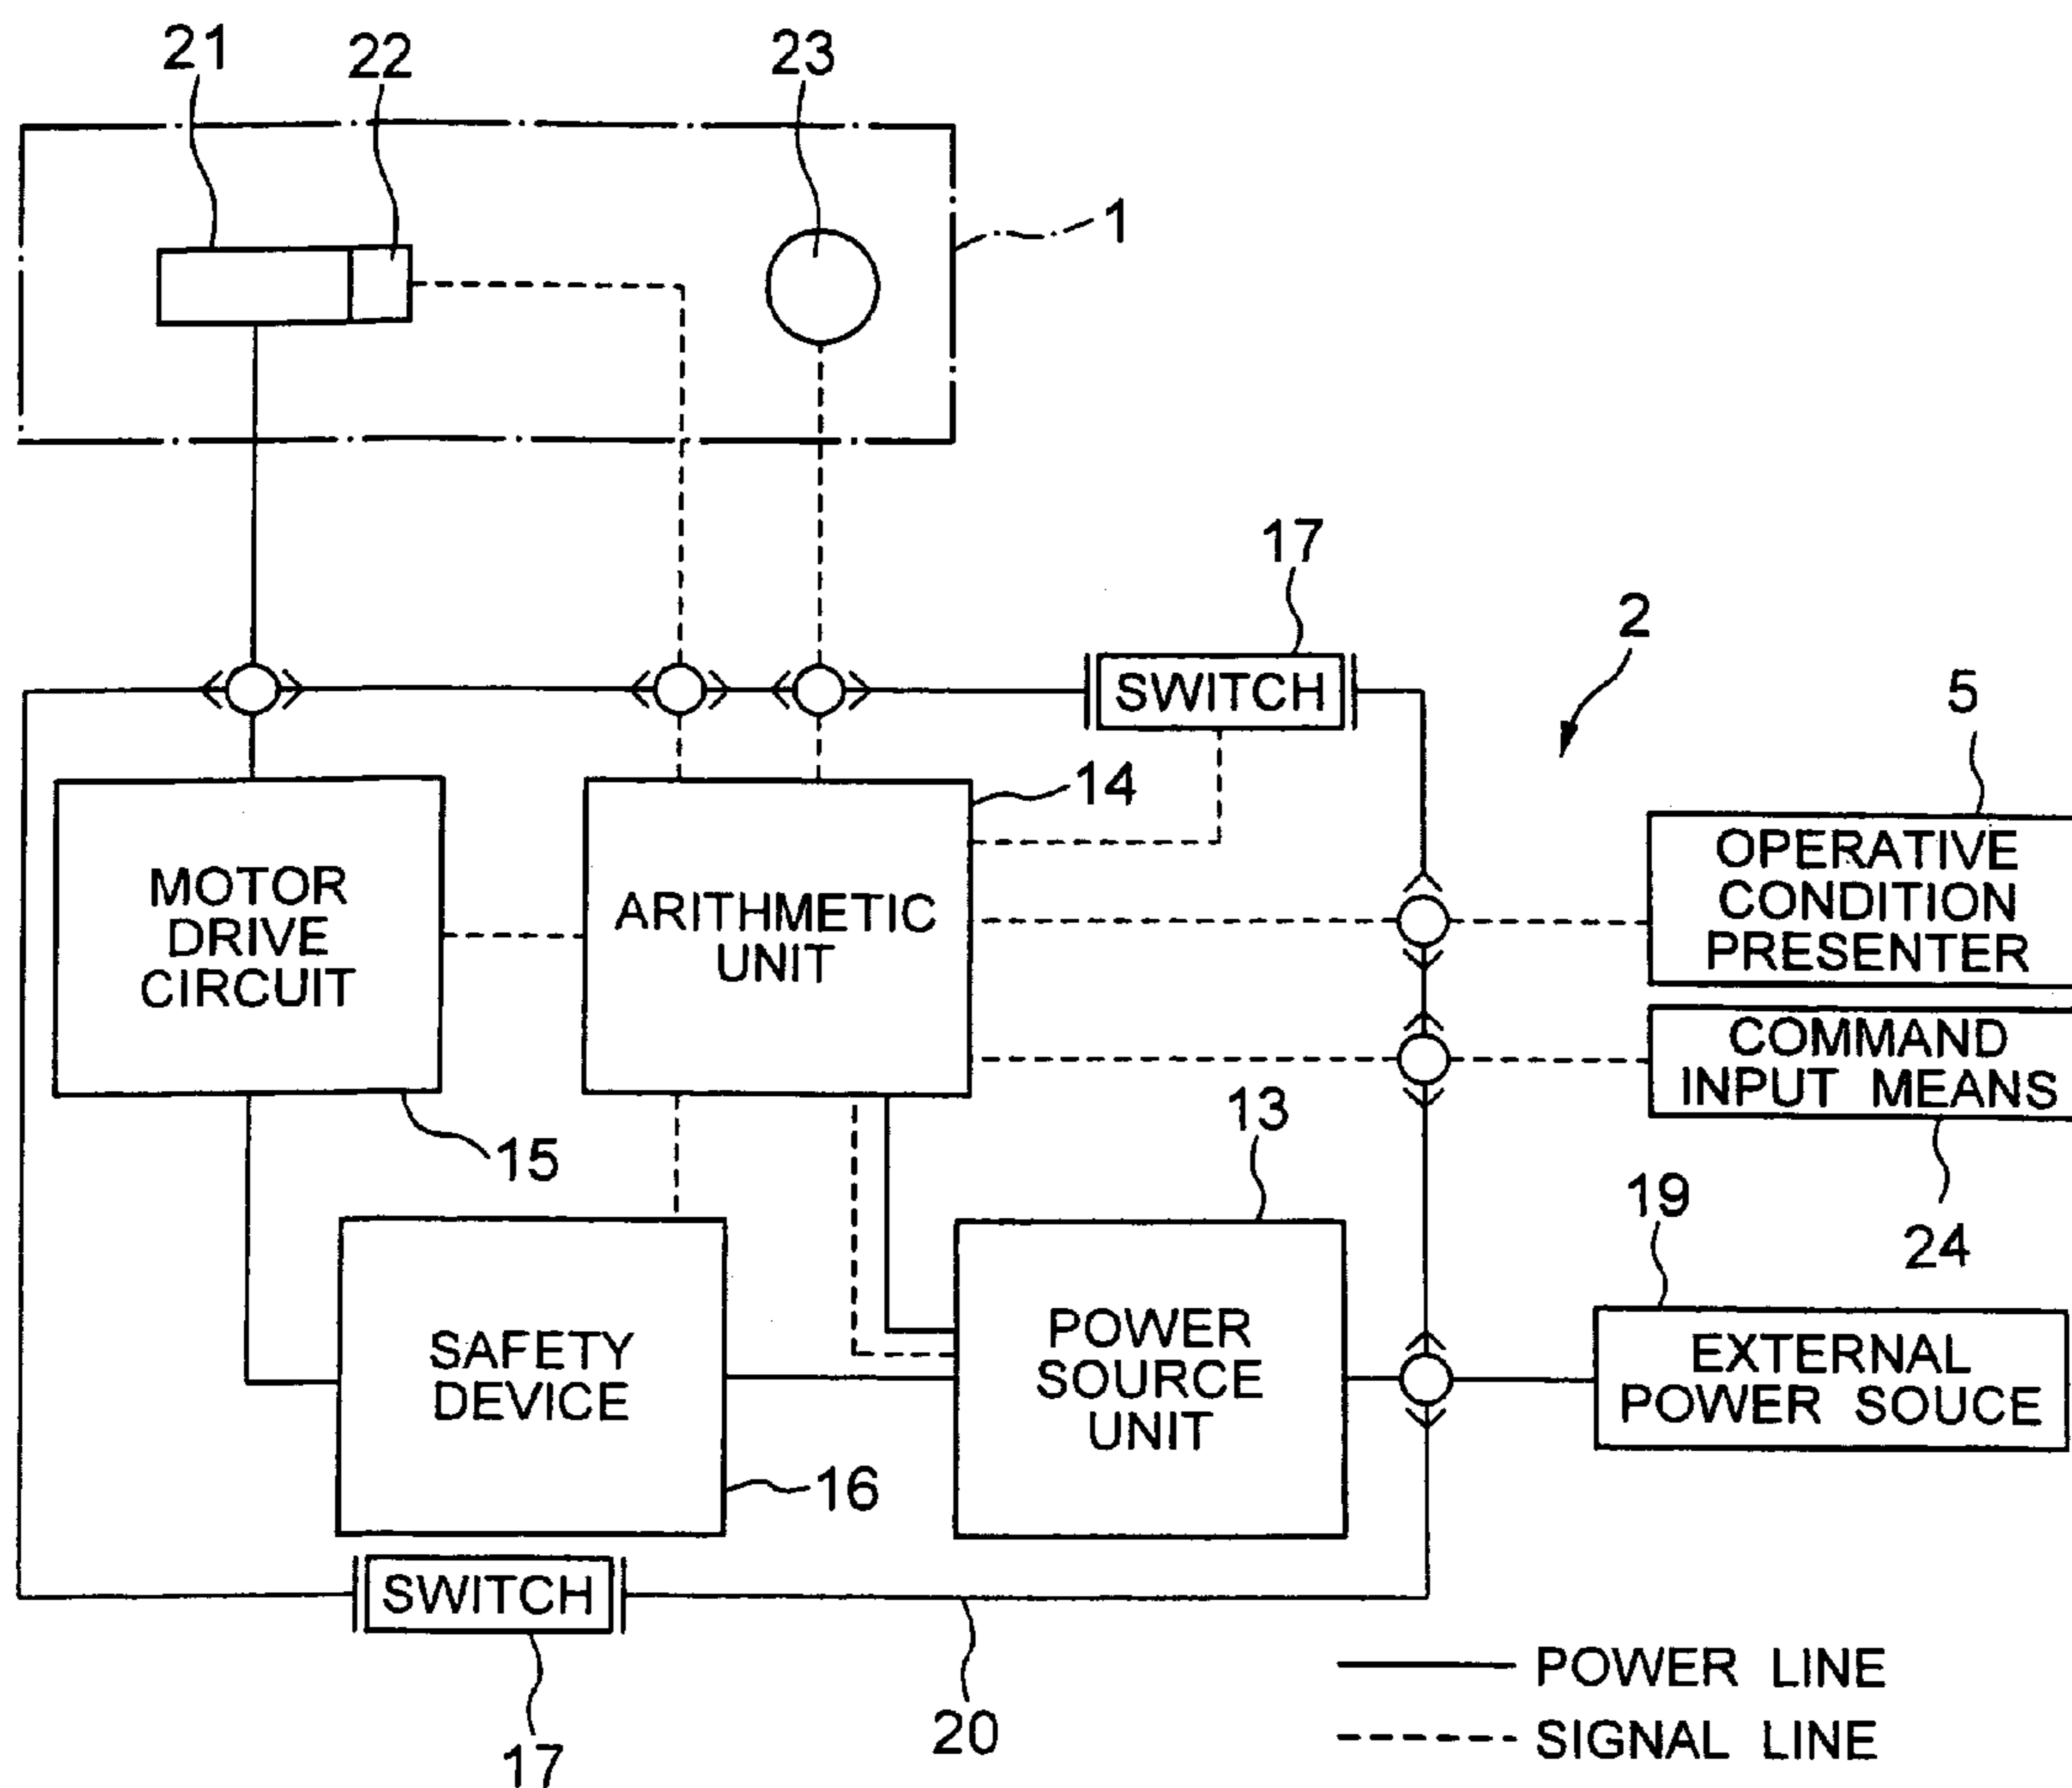 21
22
23
1
17
SWITCH
2
5
14
OPERATIVE
CONDITION
PRESENTER
MOTOR
DRIVE
CIRCUIT
ARITHMETIC
UNIT
COMMAND
INPUT MEANS
13
15
19
24
SAFETY
DEVICE
POWER
SOURCE
UNIT
EXTERNAL
POWER SOUCE
16
SWITCH
POWER LINE
20
SIGNAL LINE
17